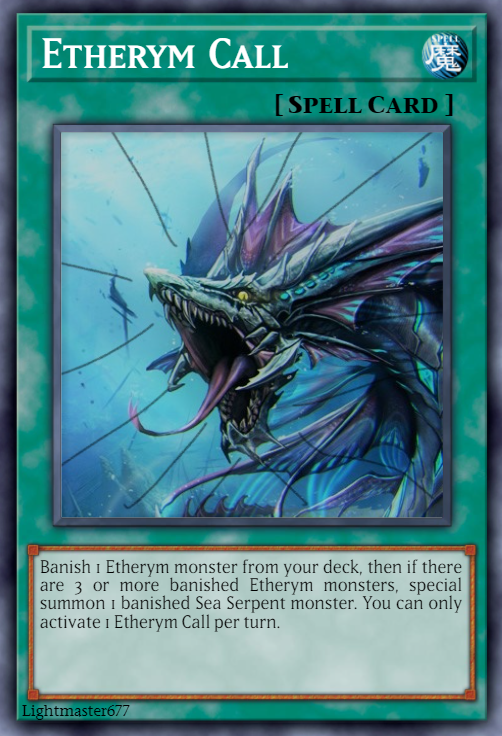 Etherym Call
SPELL
魔
[ Spell Card ]
Banish 1 Etherym monster from your deck, then if there
are 3 or more banished Etherym monsters, special
summon 1 banished Sea Serpent monster. You can only
activate 1 Etherym Call per turn.
Lightmaster677